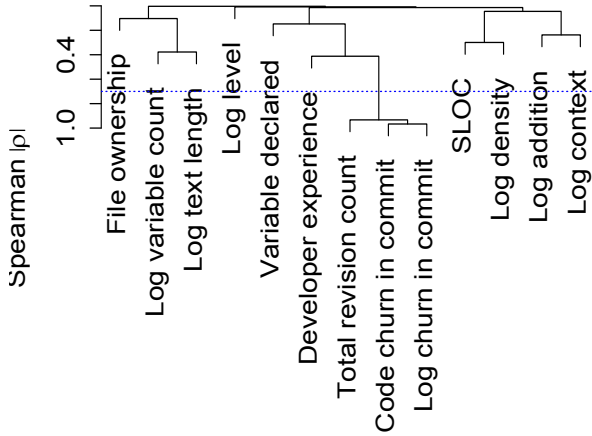 Spearman |ρ|
0.4
1.0
File ownership
Log variable count
Log text length
Log level
Variable declared
Developer experience
Total revision count
Code churn in commit
Log churn in commit
SLOC
Log density
Log addition
Log context